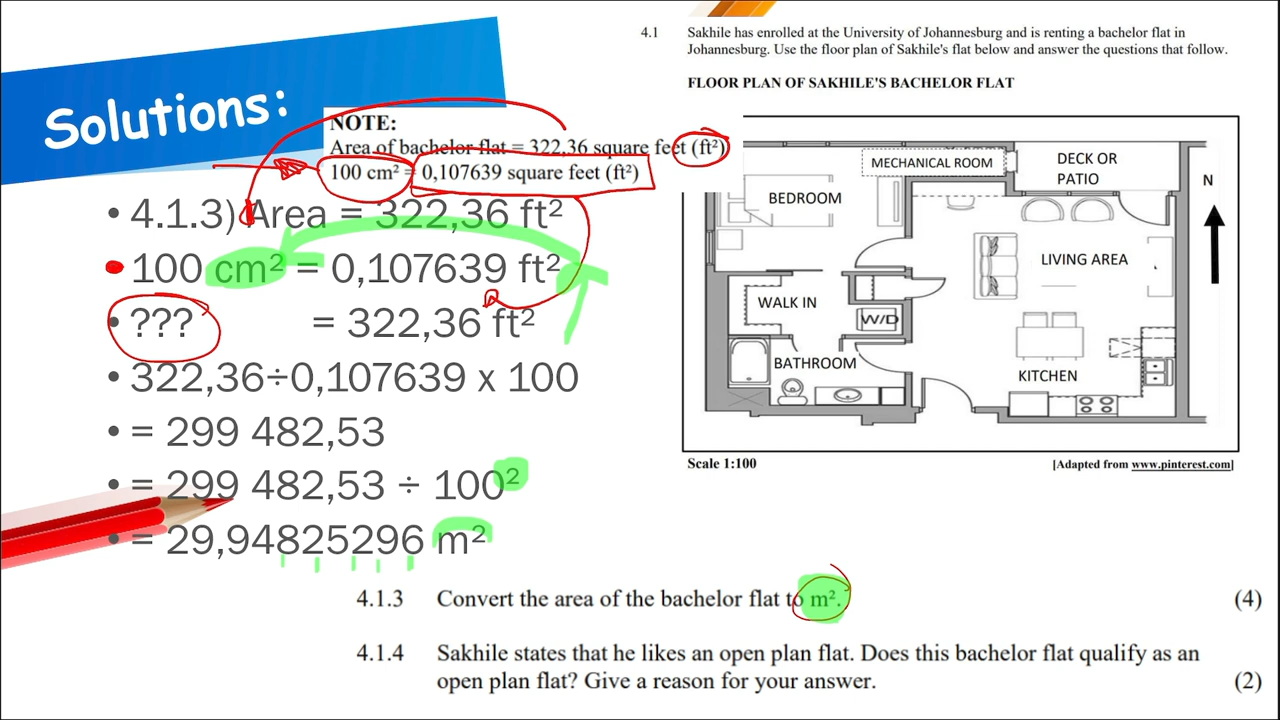 Solutions:
NOTE:
Area of bachelor flat = 322,36 square feet (ft²)
100 cm² = 0,107639 square feet (ft²)
• 4.1.3) Area = 322,36 ft²
• 100 cm² = 0,107639 ft²
• ??? = 322,36 ft²
• 322,36÷0,107639 x 100
• = 299 482,53
• = 299 482,53 ÷ 100²
• = 29,94825296 m²
4.1 Sakhile has enrolled at the University of Johannesburg and is renting a bachelor flat in
Johannesburg. Use the floor plan of Sakhile's flat below and answer the questions that follow.
FLOOR PLAN OF SAKHILE'S BACHELOR FLAT
MECHANICAL ROOM
DECK OR
PATIO
N
BEDROOM
LIVING AREA
WALK IN
W/D
BATHROOM
KITCHEN
Scale 1:100
[Adapted from www.pinterest.com]
4.1.3 Convert the area of the bachelor flat to m². (4)
4.1.4 Sakhile states that he likes an open plan flat. Does this bachelor flat qualify as an
open plan flat? Give a reason for your answer. (2)